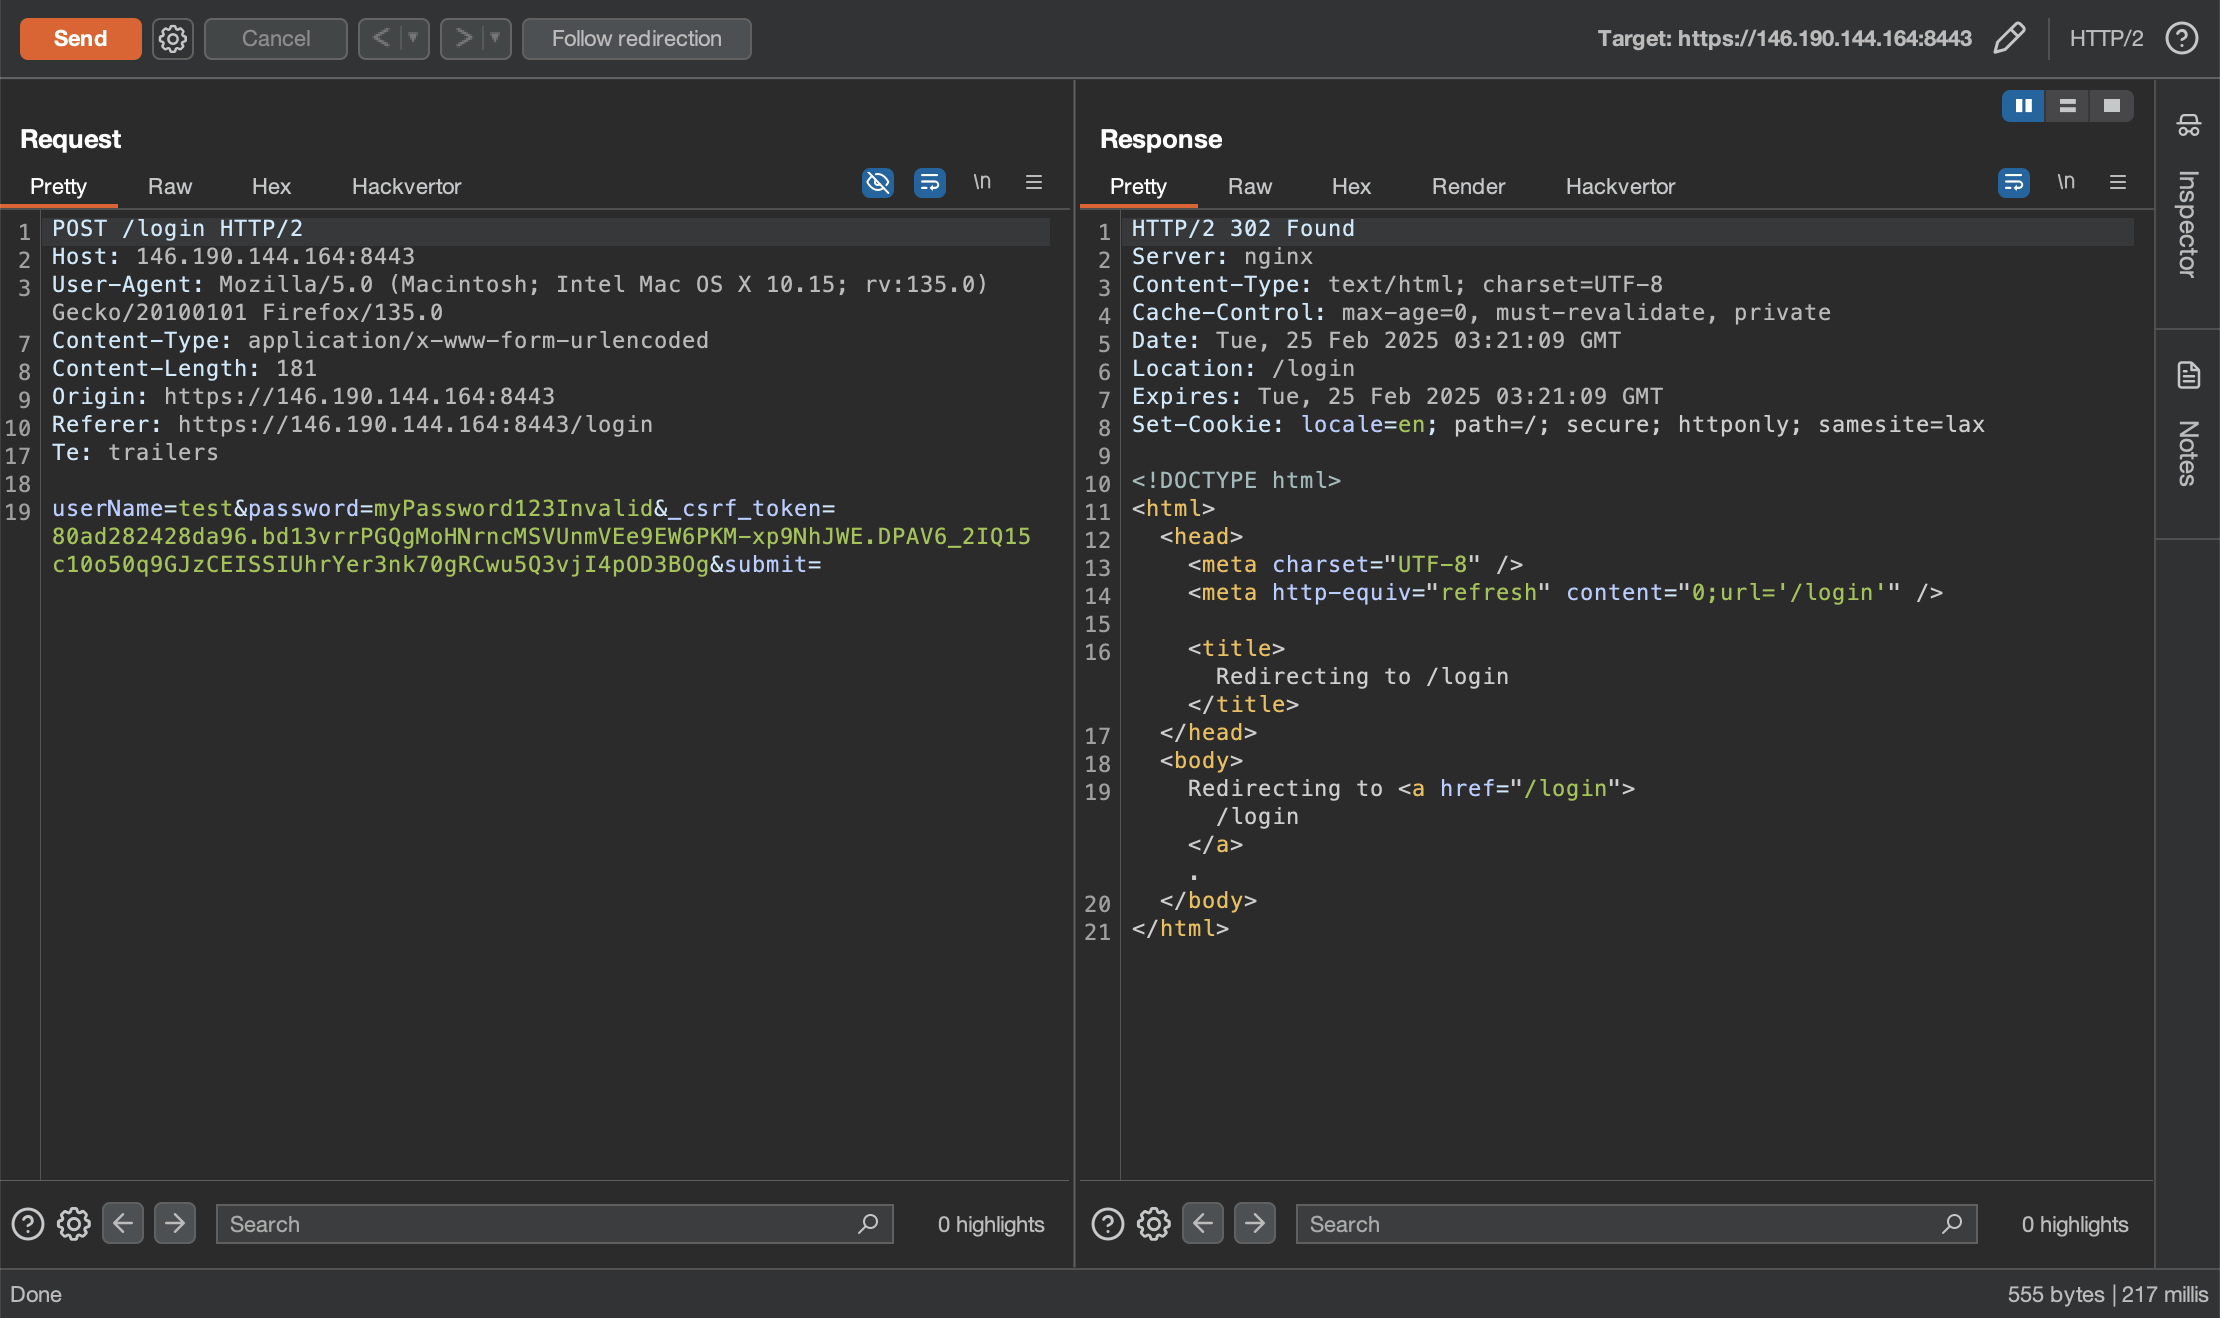 Send
Cancel
<
>
Follow redirection
Target: https://146.190.144.164:8443
HTTP/2
Request
Pretty
Raw
Hex
Hackvertor
\n
1 POST /login HTTP/2
2 Host: 146.190.144.164:8443
3 User-Agent: Mozilla/5.0 (Macintosh; Intel Mac OS X 10.15; rv:135.0)
Gecko/20100101 Firefox/135.0
7 Content-Type: application/x-www-form-urlencoded
8 Content-Length: 181
9 Origin: https://146.190.144.164:8443
10 Referer: https://146.190.144.164:8443/login
17 Te: trailers
18
19 userName=test&password=myPassword123Invalid&_csrf_token=
80ad282428da96.bd13vrrPGQgMoHNrncMSVUnmVEe9EW6PKM-xp9NhJWE.DPAV6_2IQ15
c10o50q9GJzCEISSIUhrYer3nk70gRCwu5Q3vjI4pOD3BOg&submit=
Search
0 highlights
Response
Pretty
Raw
Hex
Render
Hackvertor
\n
1 HTTP/2 302 Found
2 Server: nginx
3 Content-Type: text/html; charset=UTF-8
4 Cache-Control: max-age=0, must-revalidate, private
5 Date: Tue, 25 Feb 2025 03:21:09 GMT
6 Location: /login
7 Expires: Tue, 25 Feb 2025 03:21:09 GMT
8 Set-Cookie: locale=en; path=/; secure; httponly; samesite=lax
9
10 <!DOCTYPE html>
11 <html>
12 <head>
13 <meta charset="UTF-8" />
14 <meta http-equiv="refresh" content="0;url='/login'" />
15
16 <title>
Redirecting to /login
</title>
17 </head>
18 <body>
19 Redirecting to <a href="/login">
/login
</a>
.
20 </body>
21 </html>
Search
0 highlights
Inspector
Notes
Done
555 bytes | 217 millis